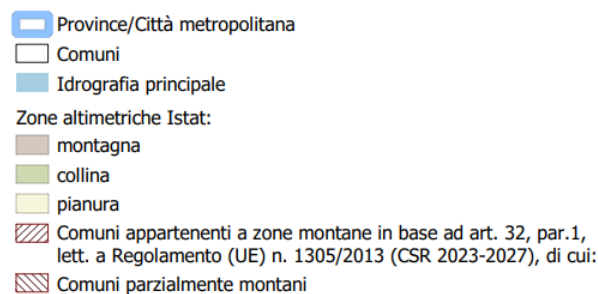 Province/Città metropolitana
Comuni
Idrografia principale
Zone altimetriche Istat:
montagna
collina
pianura
Comuni appartenenti a zone montane in base ad art. 32, par.1,
lett. a Regolamento (UE) n. 1305/2013 (CSR 2023-2027), di cui:
Comuni parzialmente montani